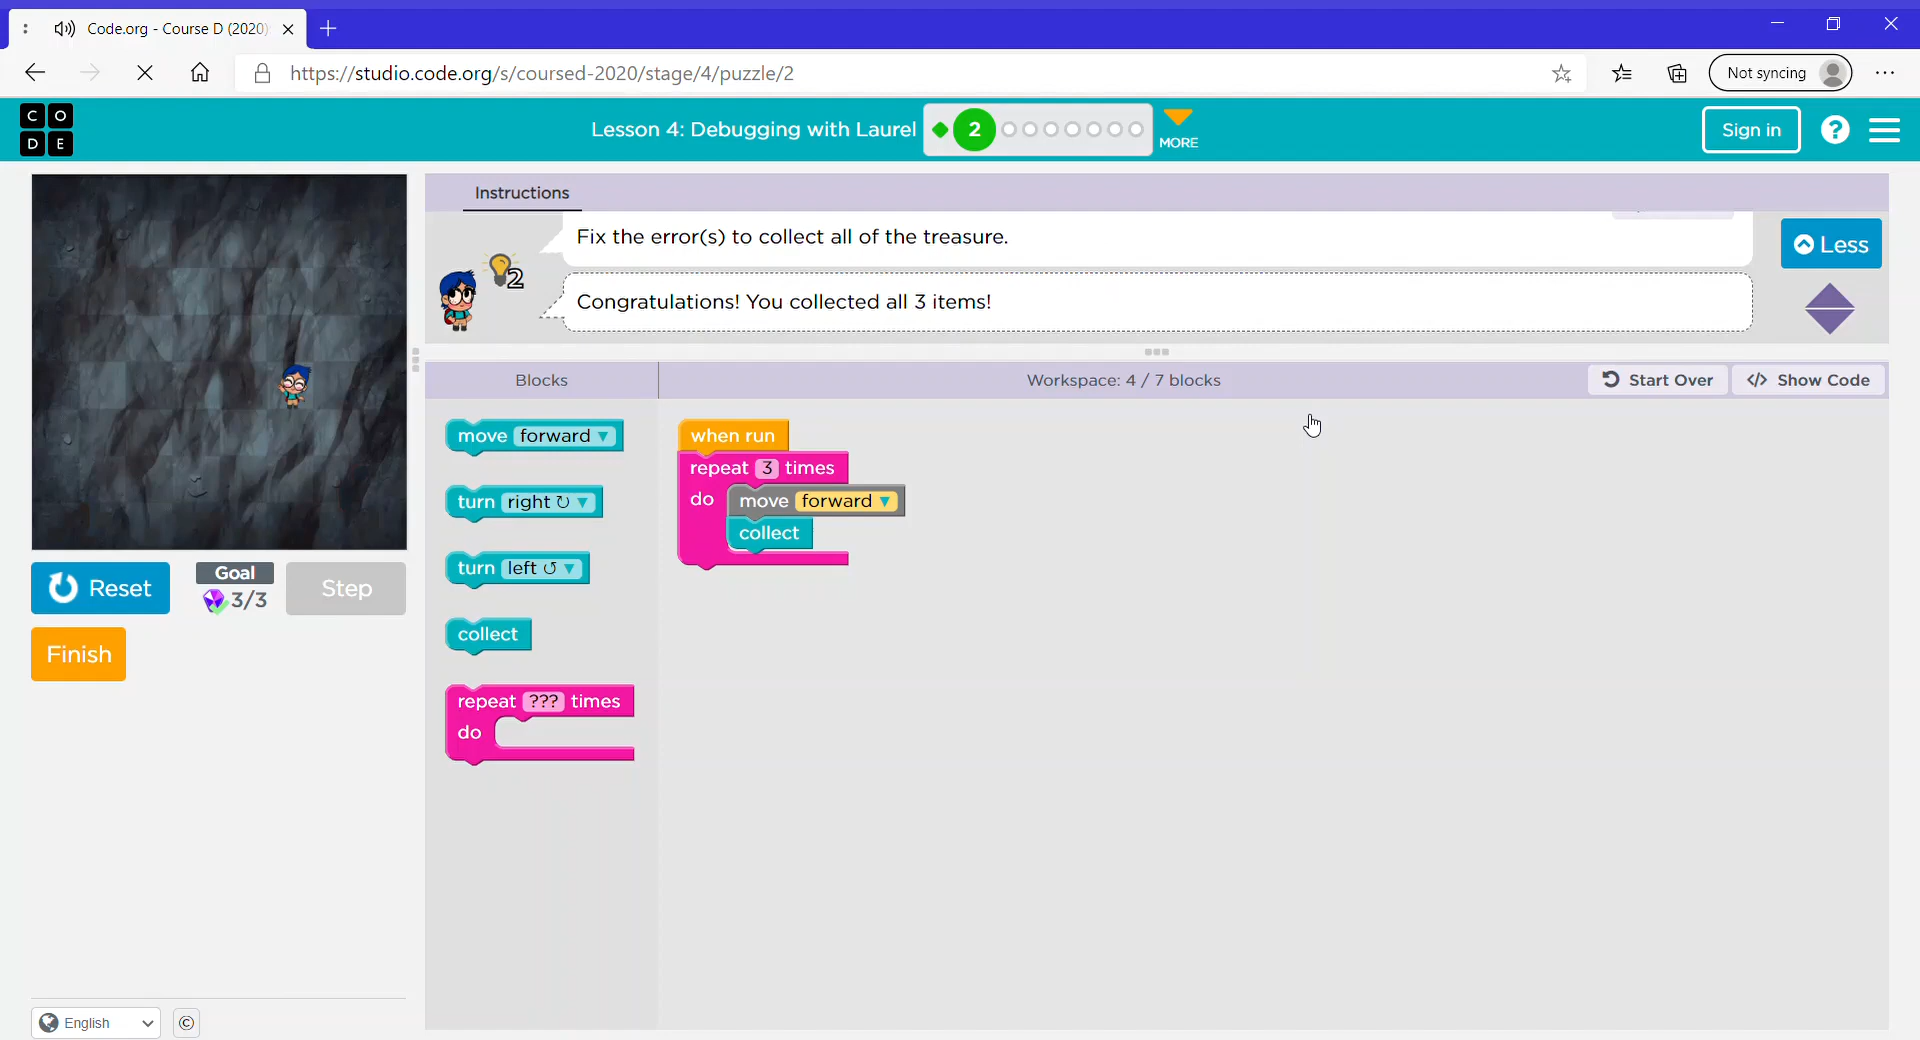 Code.org - Course D (2020)
https://studio.code.org/s/coursed-2020/stage/4/puzzle/2
Not syncing
C O
D E
Lesson 4: Debugging with Laurel
2
MORE
Sign in
?
Instructions
Fix the error(s) to collect all of the treasure.
2
Congratulations! You collected all 3 items!
Less
Blocks
Workspace: 4 / 7 blocks
Start Over
</> Show Code
move forward
turn right
turn left
collect
repeat ??? times
do
when run
repeat 3 times
do
move forward
collect
Reset
Goal
3/3
Step
Finish
English
©